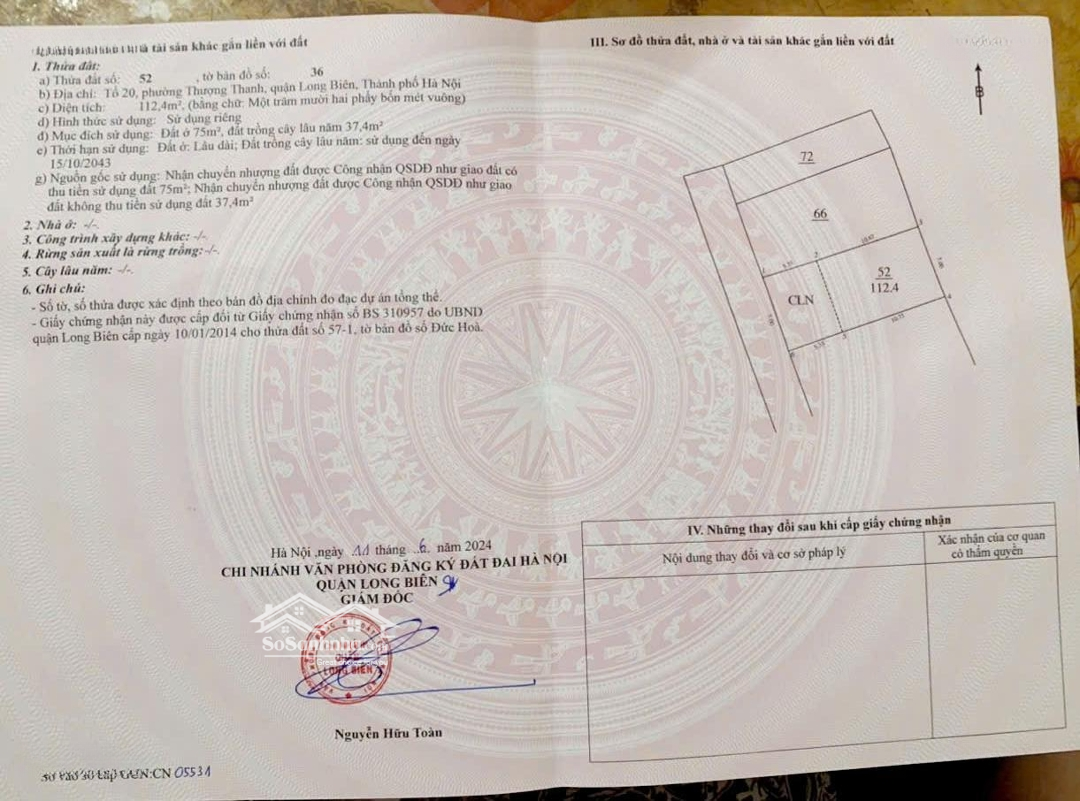 tài sản khác gắn liền với đất
1. Thửa đất:
a) Thửa đất số: 52 , tờ bản đồ số: 36
b) Địa chỉ: Tổ 20, phường Thượng Thanh, quận Long Biên, Thành phố Hà Nội
c) Diện tích: 112,4m², (bằng chữ: Một trăm mười hai phẩy bốn mét vuông)
d) Hình thức sử dụng: Sử dụng riêng
đ) Mục đích sử dụng: Đất ở 75m², đất trồng cây lâu năm 37,4m²
e) Thời hạn sử dụng: Đất ở: Lâu dài; Đất trồng cây lâu năm: sử dụng đến ngày
15/10/2043
g) Nguồn gốc sử dụng: Nhận chuyển nhượng đất được Công nhận QSDĐ như giao đất có
thu tiền sử dụng đất 75m²; Nhận chuyển nhượng đất được Công nhận QSDĐ như giao
đất không thu tiền sử dụng đất 37,4m²
2. Nhà ở: -/-.
3. Công trình xây dựng khác: -/-.
4. Rừng sản xuất là rừng trồng: -/-.
5. Cây lâu năm: -/-.
6. Ghi chú:
- Số tờ, số thửa được xác định theo bản đồ địa chính đo đạc dự án tổng thể.
- Giấy chứng nhận này được cấp đổi từ Giấy chứng nhận số BS 310957 do UBND
quận Long Biên cấp ngày 10/01/2014 cho thửa đất số 57-1, tờ bản đồ số Đức Hoà.
Hà Nội ,ngày 11 tháng 6 năm 2024
CHI NHÁNH VĂN PHÒNG ĐĂNG KÝ ĐẤT ĐAI HÀ NỘI
QUẬN LONG BIÊN
GIÁM ĐỐC
LONG BIÊN
Nguyễn Hữu Toàn
CN 05531
III. Sơ đồ thửa đất, nhà ở và tài sản khác gắn liền với đất
B
72
66
1
2
3
52
112.4
CLN
4
5
6
IV. Những thay đổi sau khi cấp giấy chứng nhận
Nội dung thay đổi và cơ sở pháp lý
Xác nhận của cơ quan
có thẩm quyền